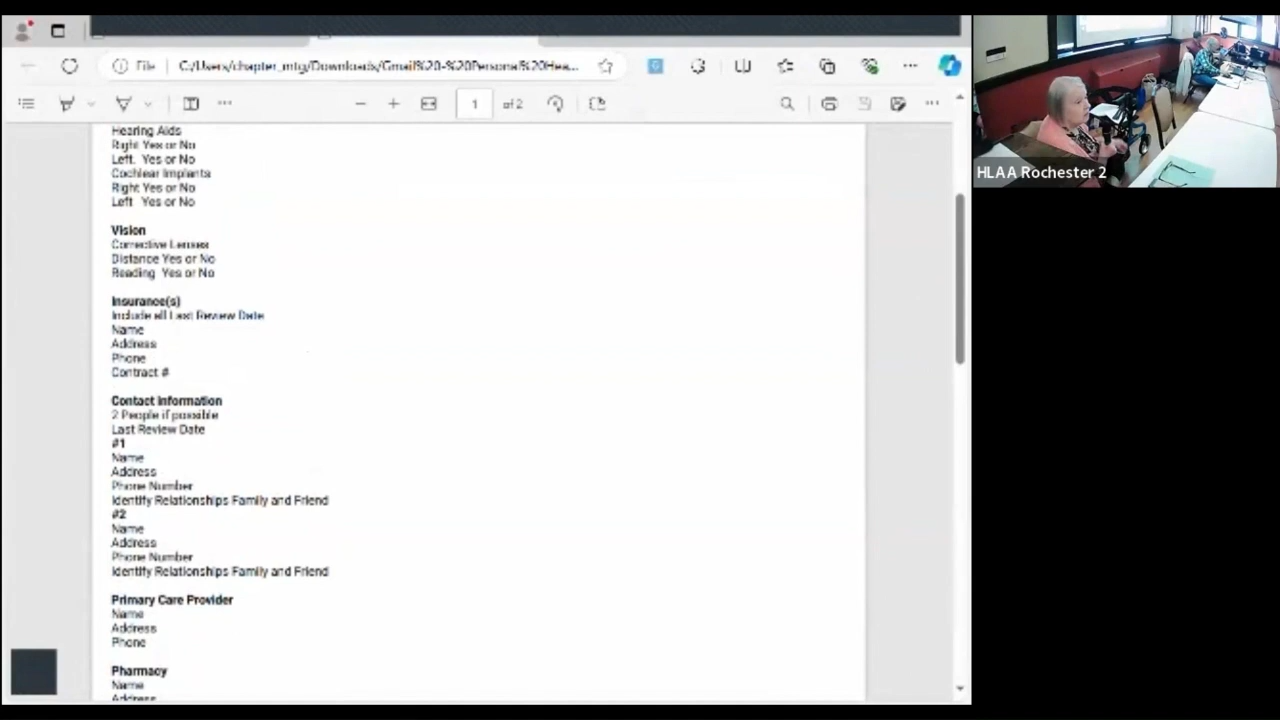 File
C:/Users/chapter_mtg/Downloads/Gmail%20-%20Personal%20Hea...
1 of 2
Hearing Aids
Right Yes or No
Left. Yes or No
Cochlear Implants
Right Yes or No
Left Yes or No
Vision
Corrective Lenses
Distance Yes or No
Reading Yes or No
Insurance(s)
Include all Last Review Date
Name
Address
Phone
Contract #
Contact Information
2 People if possible
Last Review Date
#1
Name
Address
Phone Number
Identify Relationships Family and Friend
#2
Name
Address
Phone Number
Identify Relationships Family and Friend
Primary Care Provider
Name
Address
Phone
Pharmacy
Name
Address
HLAA Rochester 2